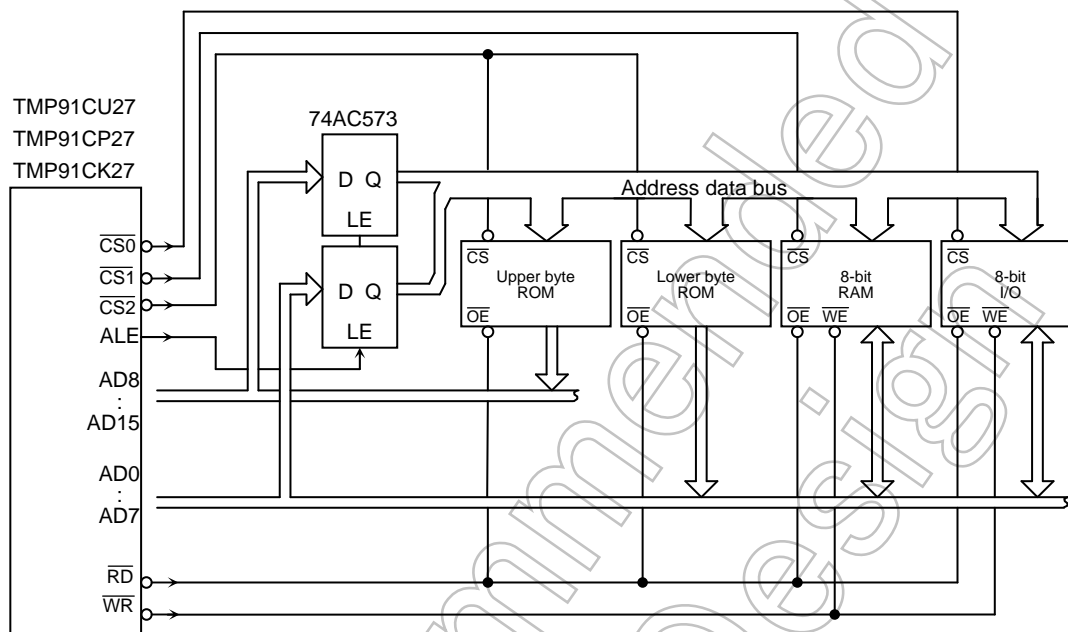 TMP91CU27
TMP91CP27
TMP91CK27
74AC573
D Q
LE
D Q
LE
Address data bus
CS0
CS1
CS2
ALE
AD8
:
AD15
AD0
:
AD7
RD
WR
CS
Upper byte
ROM
OE
CS
Lower byte
ROM
OE
CS
8-bit
RAM
OE WE
CS
8-bit
I/O
OE WE
mmended
esign